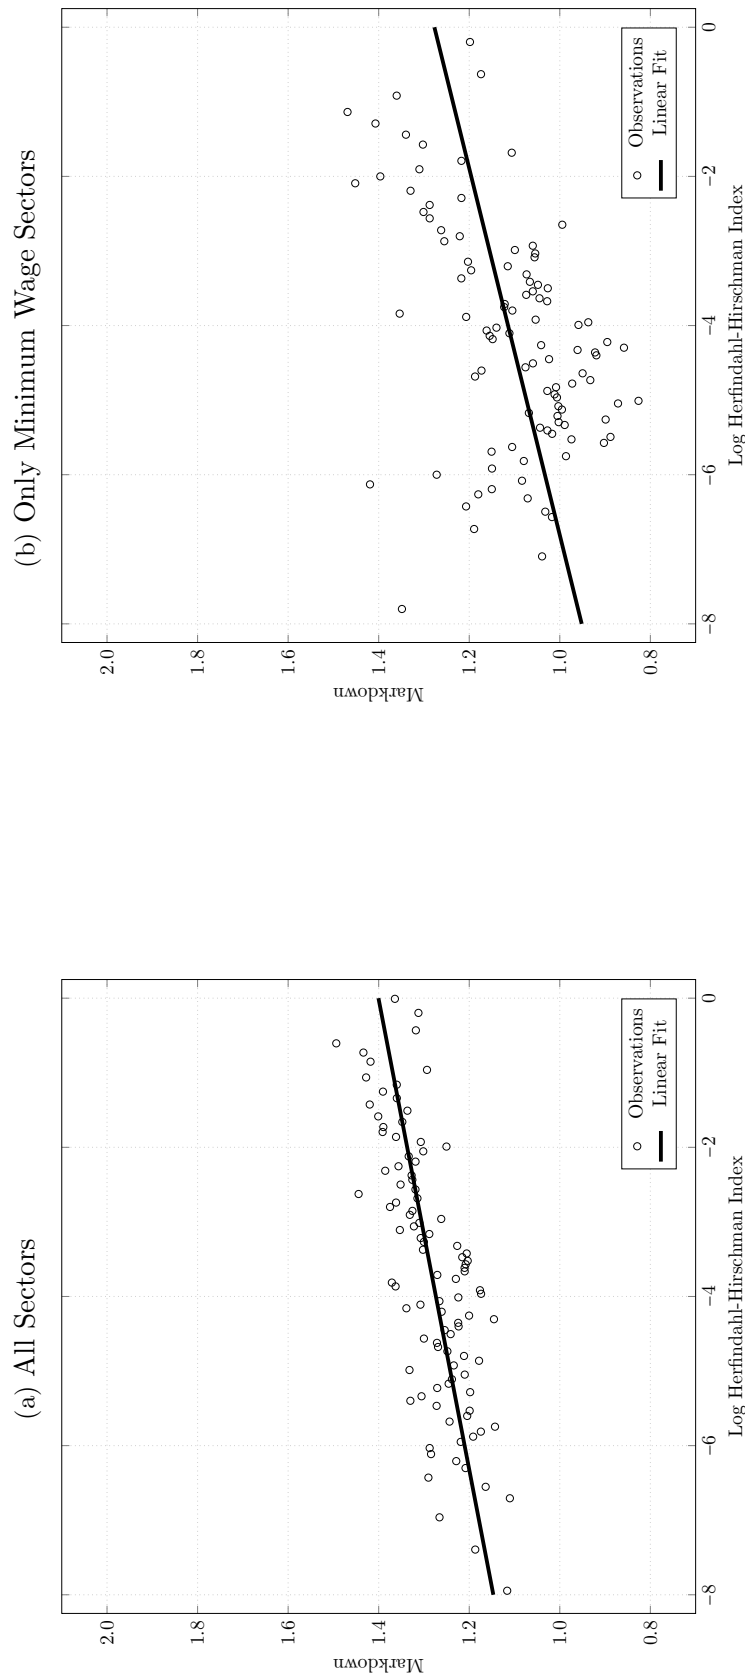 (a) All Sectors
2.0
1.8
1.6
1.4
1.2
1.0
0.8
Markdown
−8
−6
−4
−2
0
Log Herfindahl-Hirschman Index
Observations
Linear Fit
(b) Only Minimum Wage Sectors
2.0
1.8
1.6
1.4
1.2
1.0
0.8
Markdown
−8
−6
−4
−2
0
Log Herfindahl-Hirschman Index
Observations
Linear Fit